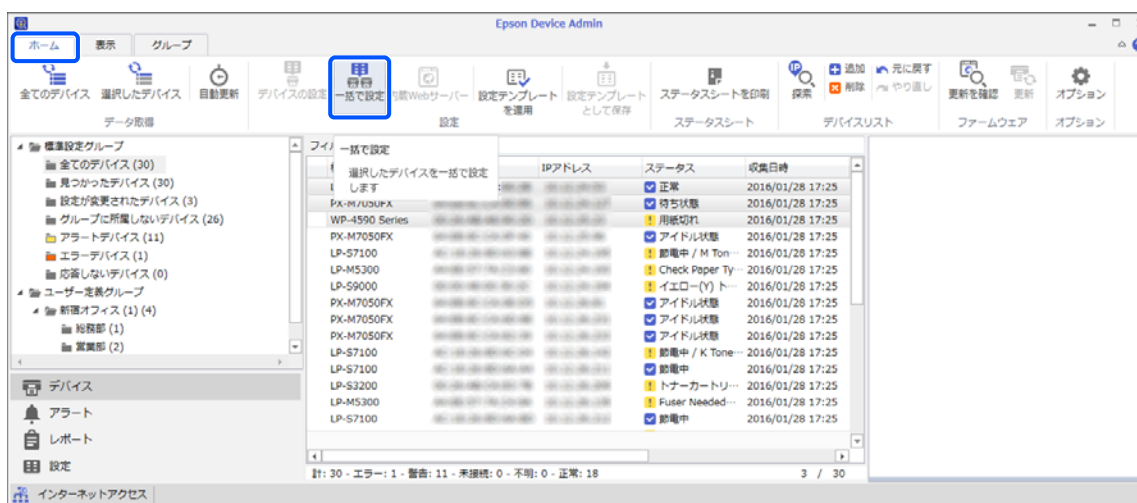 Epson Device Admin
ホーム 表示 グループ
全てのデバイス 選択したデバイス 自動更新 デバイスの設定 一括で設定 内蔵Webサーバー 設定テンプレートを適用 設定テンプレートとして保存 ステータスシートを印刷 探索 追加 削除 元に戻す やり直し 更新を確認 更新 オプション
データ取得 設定 ステータスシート デバイスリスト ファームウェア オプション
標準設定グループ
全てのデバイス (30)
見つかったデバイス (30)
設定が変更されたデバイス (3)
グループに所属しないデバイス (26)
アラートデバイス (11)
エラーデバイス (1)
応答しないデバイス (0)
ユーザー定義グループ
新宿オフィス (1) (4)
総務部 (1)
営業部 (2)
デバイス
アラート
レポート
設定
一括で設定
選択したデバイスを一括で設定
します
IPアドレス ステータス 収集日時
正常 2016/01/28 17:25
PX-M7050FX 待ち状態 2016/01/28 17:25
WP-4590 Series 用紙切れ 2016/01/28 17:25
PX-M7050FX アイドル状態 2016/01/28 17:25
LP-S7100 節電中 / M Ton… 2016/01/28 17:25
LP-M5300 Check Paper Ty… 2016/01/28 17:25
LP-S9000 イエロー(Y) ト… 2016/01/28 17:25
PX-M7050FX アイドル状態 2016/01/28 17:25
PX-M7050FX アイドル状態 2016/01/28 17:25
PX-M7050FX アイドル状態 2016/01/28 17:25
LP-S7100 節電中 / K Tone… 2016/01/28 17:25
LP-S7100 節電中 2016/01/28 17:25
LP-S3200 トナーカートリ… 2016/01/28 17:25
LP-M5300 Fuser Needed… 2016/01/28 17:25
LP-S7100 節電中 2016/01/28 17:25
計: 30 - エラー: 1 - 警告: 11 - 未接続: 0 - 不明: 0 - 正常: 18 3 / 30
インターネットアクセス